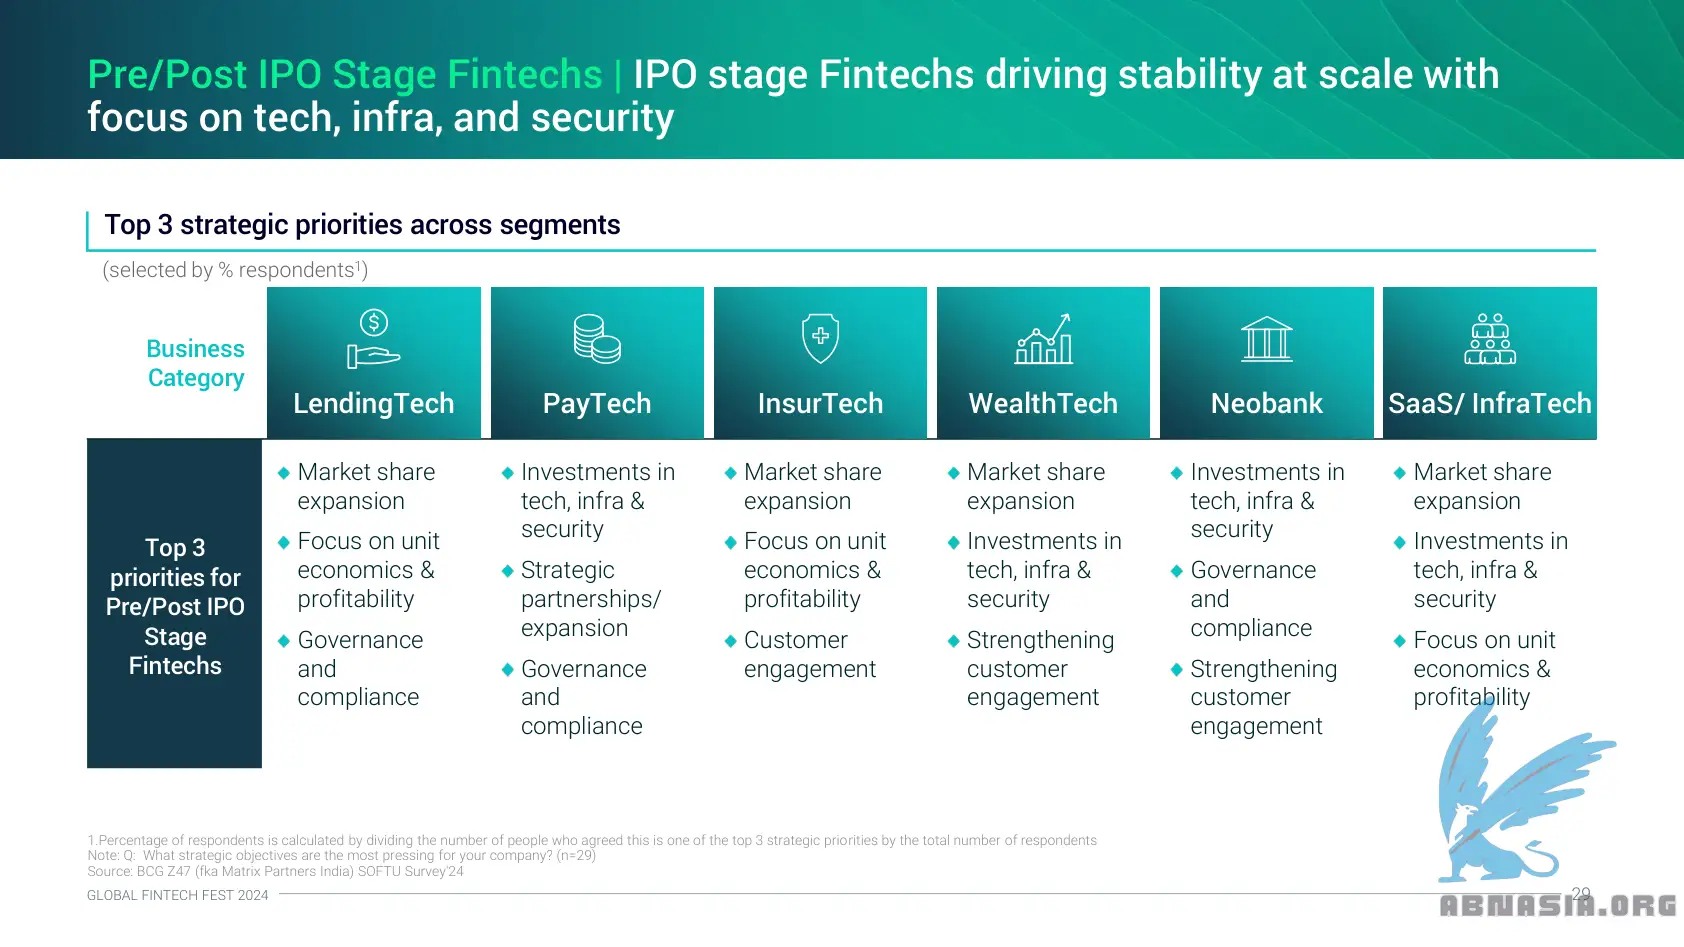 Pre/Post IPO Stage Fintechs | IPO stage Fintechs driving stability at scale with
focus on tech, infra, and security
Top 3 strategic priorities across segments
(selected by % respondents¹)
Business
Category
LendingTech
PayTech
InsurTech
WealthTech
Neobank
SaaS/ InfraTech
Top 3
priorities for
Pre/Post IPO
Stage
Fintechs
Market share
expansion
Focus on unit
economics &
profitability
Governance
and
compliance
Investments in
tech, infra &
security
Strategic
partnerships/
expansion
Governance
and
compliance
Market share
expansion
Focus on unit
economics &
profitability
Customer
engagement
Market share
expansion
Investments in
tech, infra &
security
Strengthening
customer
engagement
Investments in
tech, infra &
security
Governance
and
compliance
Strengthening
customer
engagement
Market share
expansion
Investments in
tech, infra &
security
Focus on unit
economics &
profitability
1.Percentage of respondents is calculated by dividing the number of people who agreed this is one of the top 3 strategic priorities by the total number of respondents
Note: Q: What strategic objectives are the most pressing for your company? (n=29)
Source: BCG Z47 (fka Matrix Partners India) SOFTU Survey'24
GLOBAL FINTECH FEST 2024
29
ABNASIA.ORG